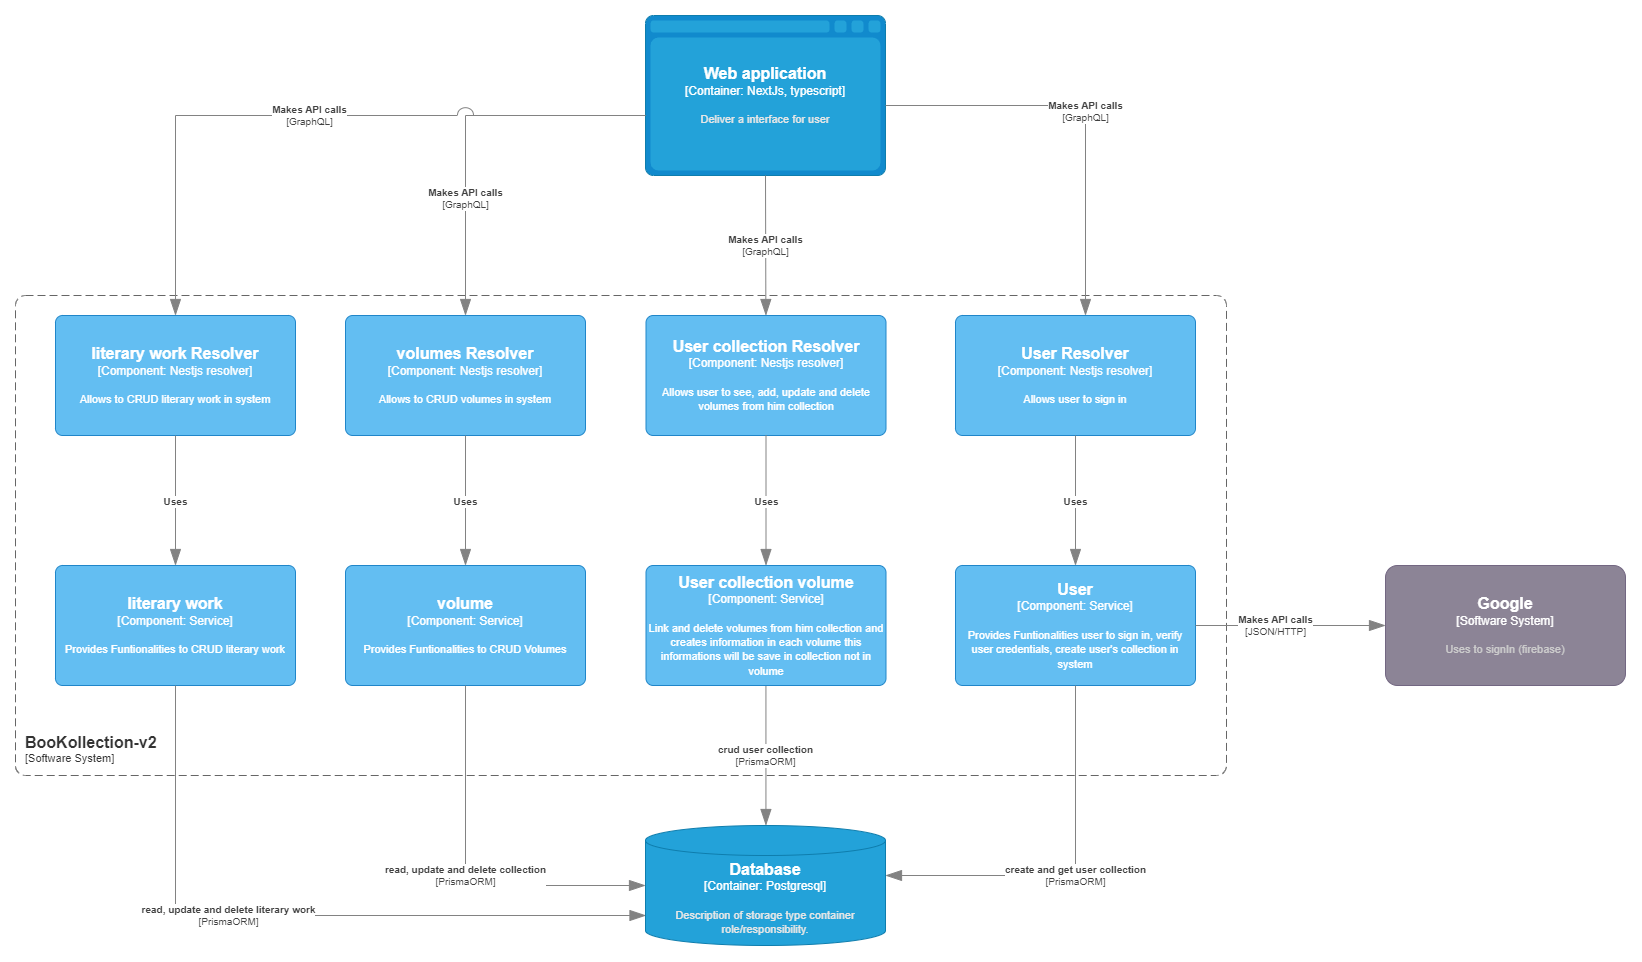 Web application
[Container: NextJs, typescript]
Deliver a interface for user
Makes API calls
[GraphQL]
Makes API calls
[GraphQL]
Makes API calls
[GraphQL]
Makes API calls
[GraphQL]
literary work Resolver
[Component: Nestjs resolver]
Allows to CRUD literary work in system
volumes Resolver
[Component: Nestjs resolver]
Allows to CRUD volumes in system
User collection Resolver
[Component: Nestjs resolver]
Allows user to see, add, update and delete
volumes from him collection
User Resolver
[Component: Nestjs resolver]
Allows user to sign in
Uses
Uses
Uses
Uses
literary work
[Component: Service]
Provides Funtionalities to CRUD literary work
volume
[Component: Service]
Provides Funtionalities to CRUD Volumes
User collection volume
[Component: Service]
Link and delete volumes from him collection and
creates information in each volume this
informations will be save in collection not in
volume
User
[Component: Service]
Provides Funtionalities user to sign in, verify
user credentials, create user's collection in
system
Makes API calls
[JSON/HTTP]
Google
[Software System]
Uses to signIn (firebase)
BooKollection-v2
[Software System]
crud user collection
[PrismaORM]
read, update and delete collection
[PrismaORM]
create and get user collection
[PrismaORM]
read, update and delete literary work
[PrismaORM]
Database
[Container: Postgresql]
Description of storage type container
role/responsibility.